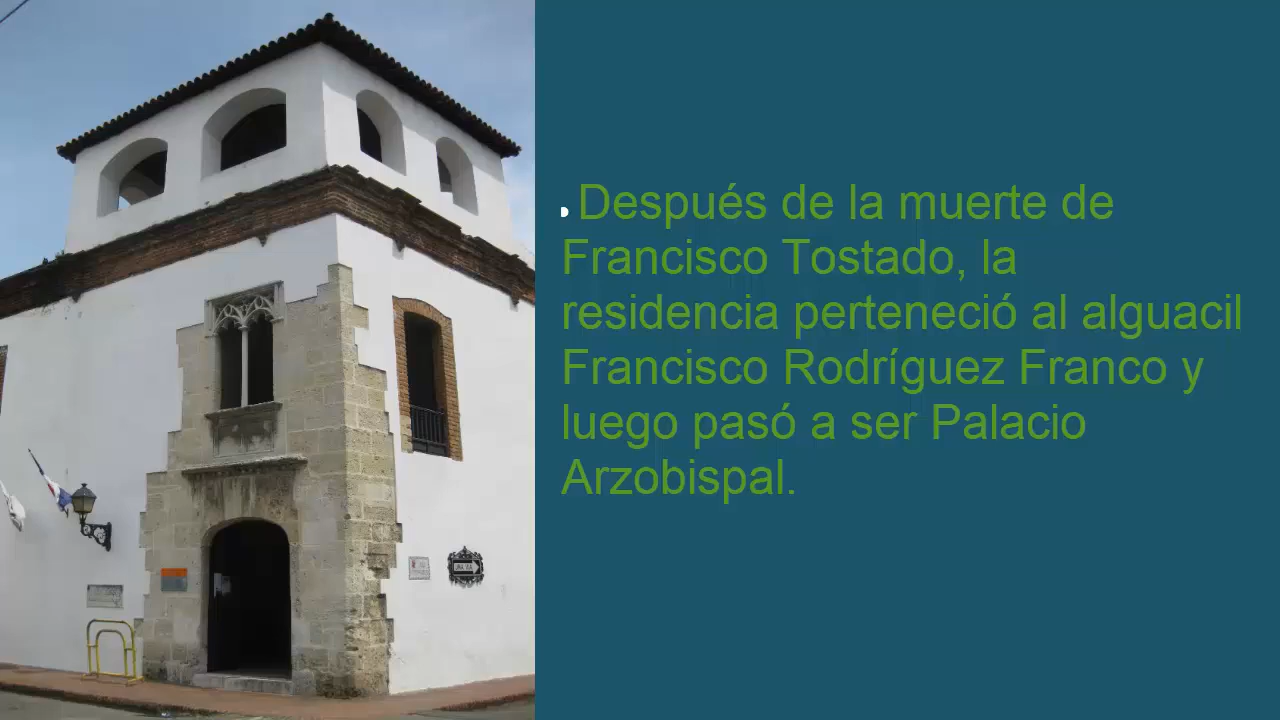 Después de la muerte de
Francisco Tostado, la
residencia perteneció al alguacil
Francisco Rodríguez Franco y
luego pasó a ser Palacio
Arzobispal.